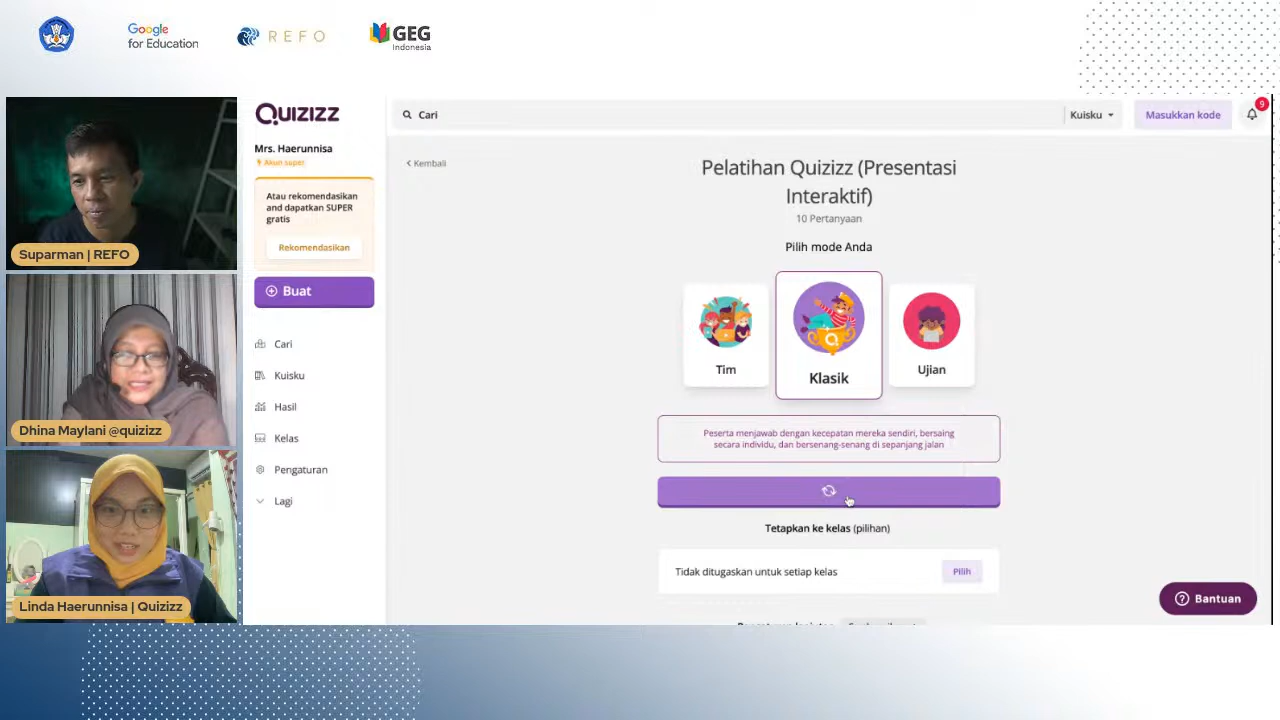 Google
for Education
REFO
GEG
Indonesia
Suparman | REFO
Dhina Maylani @quizizz
Linda Haerunnisa | Quizizz
QUIZIZZ
Mrs. Haerunnisa
Akun super
Atau rekomendasikan
and dapatkan SUPER
gratis
Rekomendasikan
Buat
Cari
Kuisku
Hasil
Kelas
Pengaturan
Lagi
Cari
Kuisku
Masukkan kode
9
Kembali
Pelatihan Quizizz (Presentasi
Interaktif)
10 Pertanyaan
Pilih mode Anda
Tim
Klasik
Ujian
Peserta menjawab dengan kecepatan mereka sendiri, bersaing
secara individu, dan bersenang-senang di sepanjang jalan
Tetapkan ke kelas (pilihan)
Tidak ditugaskan untuk setiap kelas
Pilih
Bantuan